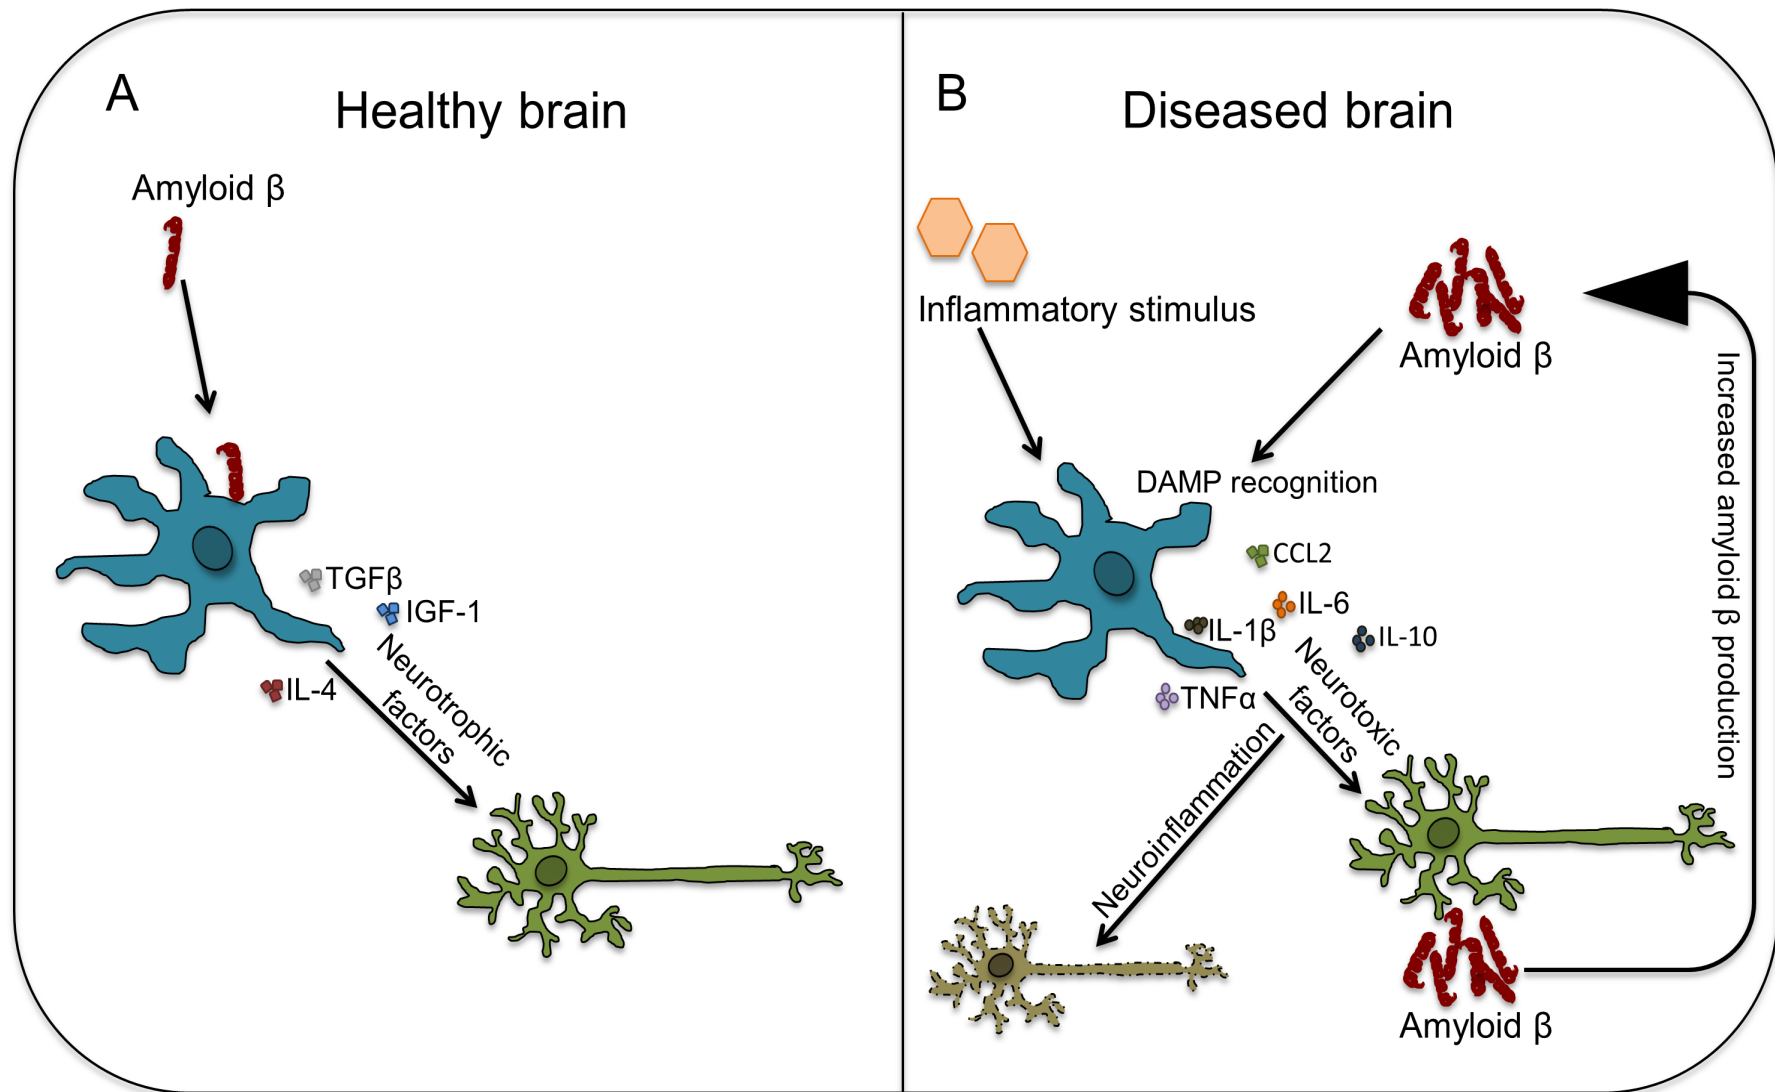 A
Healthy brain
Amyloid β
TGFβ
IGF-1
IL-4
Neurotrophic
factors
B
Diseased brain
Inflammatory stimulus
Amyloid β
DAMP recognition
CCL2
IL-6
IL-1β
IL-10
TNFα
Neurotoxic
factors
Neuroinflammation
Increased amyloid β production
Amyloid β